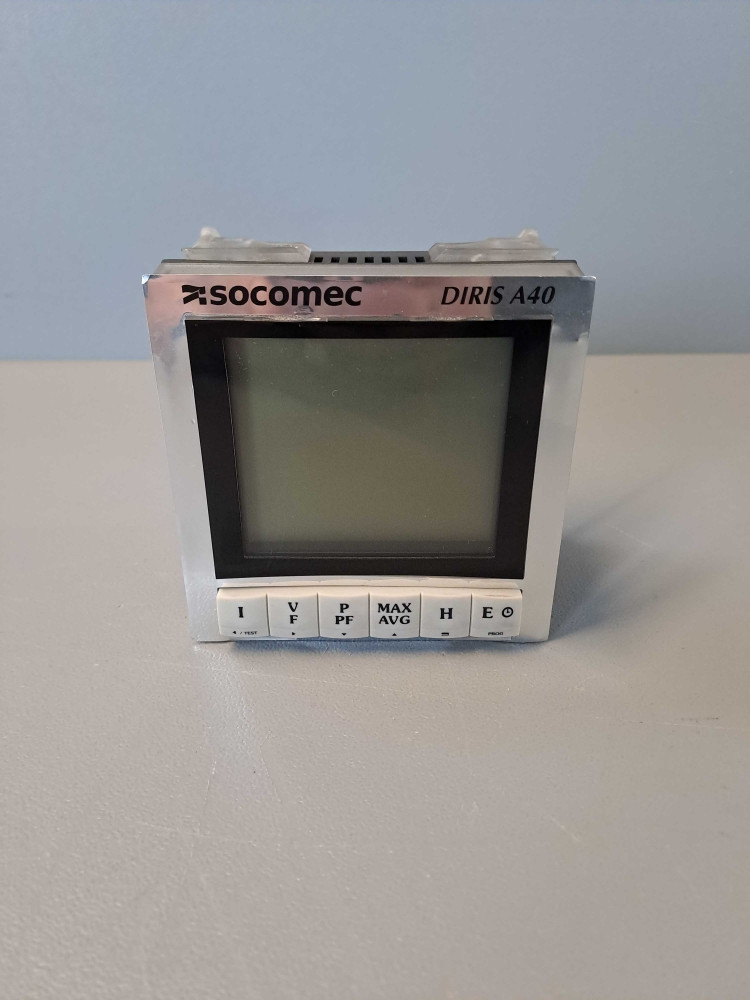 socomec DIRIS A40
I V P MAX H E
F PF AVG
/ TEST PROG